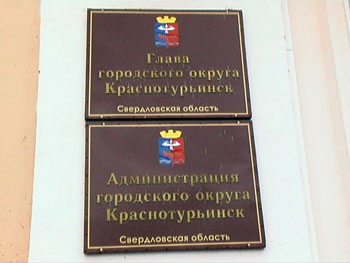 Глава
городского округа
Краснотурьинск
Свердловская область
Администрация
городского округа
Краснотурьинск
Свердловская область